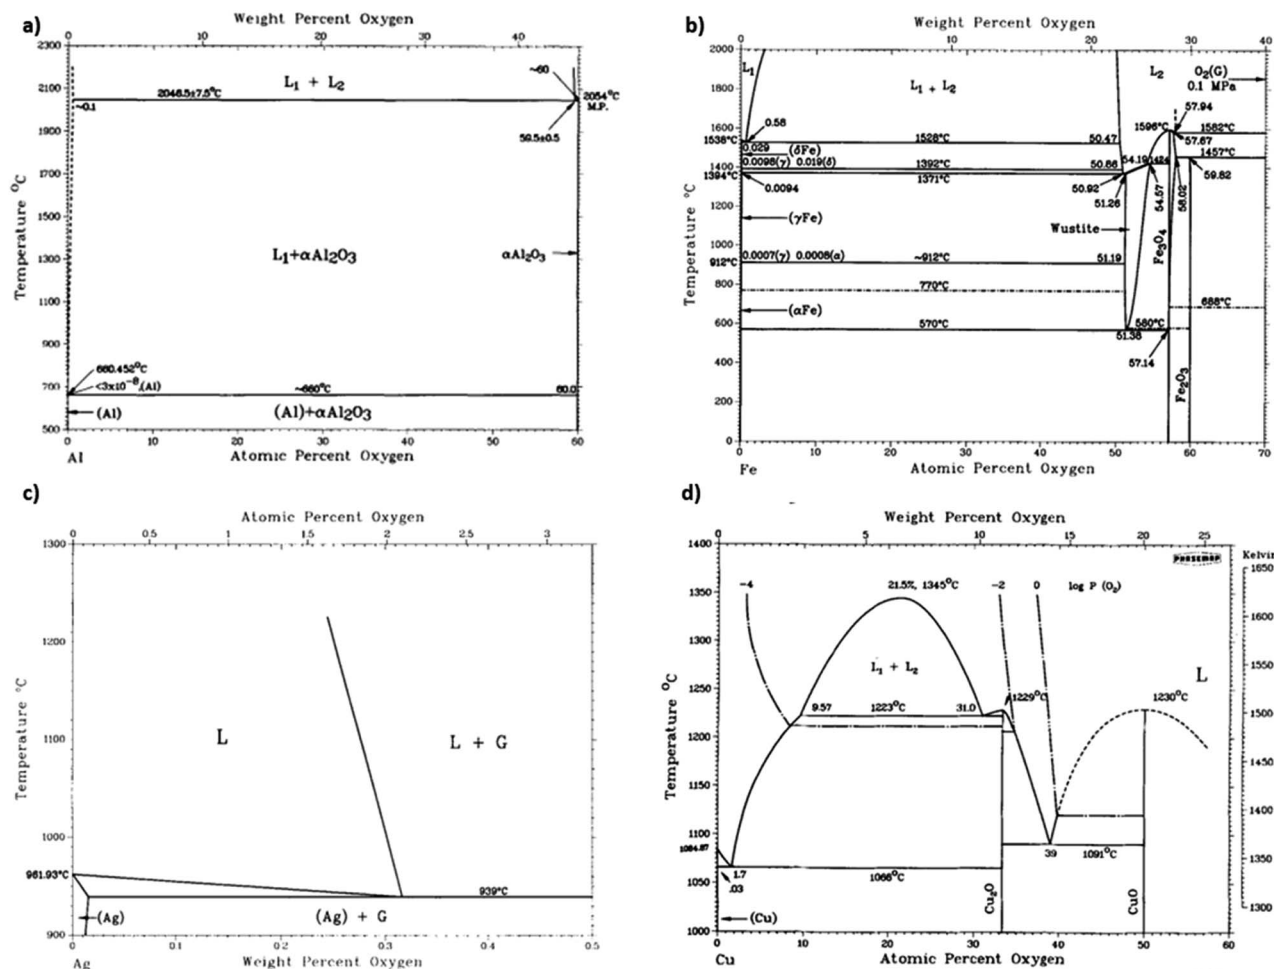 a)
Weight Percent Oxygen
0 10 20 30 40
Temperature °C
2300
2100
1900
1700
1500
1300
1100
900
700
500
L₁ + L₂
~60
2046.5±7.5°C
2054°C
M.P.
~0.1
59.5±0.5
L₁+αAl₂O₃
αAl₂O₃
660.452°C
<3x10⁻⁸,(Al)
~660°C
60.0
(Al)
(Al)+αAl₂O₃
0 10 20 30 40 50 60
Al
Atomic Percent Oxygen
b)
Weight Percent Oxygen
0 10 20 30 40
Temperature °C
2000
1800
1600
1400
1200
1000
800
600
400
200
0
L₁
L₁ + L₂
L₂
O₂(G)
0.1 MPa
57.94
1596°C
1582°C
57.87
0.58
1538°C
1528°C
50.47
1457°C
0.029
(δFe)
0.0098(γ) 0.019(δ)
1392°C
50.86
54.19
1424
1394°C
1371°C
50.92
59.82
0.0094
51.26
54.57
58.02
(γFe)
Wustite
Fe₃O₄
0.0007(γ) 0.0008(α)
912°C
~912°C
51.19
770°C
688°C
(αFe)
570°C
560°C
51.38
57.14
Fe₂O₃
0 10 20 30 40 50 60 70
Fe
Atomic Percent Oxygen
c)
Atomic Percent Oxygen
0 0.5 1 1.5 2 2.5 3
Temperature °C
1300
1200
1100
1000
900
L
L + G
961.93°C
939°C
(Ag)
(Ag) + G
0 0.1 0.2 0.3 0.4 0.5
Ag
Weight Percent Oxygen
d)
Weight Percent Oxygen
0 5 10 15 20 25
Temperature °C
1400
1350
1300
1250
1200
1150
1100
1050
1000
Kelvin
1650
1600
1550
1500
1450
1400
1350
1300
-4
21.5%, 1345°C
-2
0
log P (O₂)
L₁ + L₂
L
9.57
1223°C
31.0
1229°C
1230°C
1084.87
39
1091°C
1.7
.03
1066°C
Cu₂O
CuO
(Cu)
0 10 20 30 40 50 60
Cu
Atomic Percent Oxygen